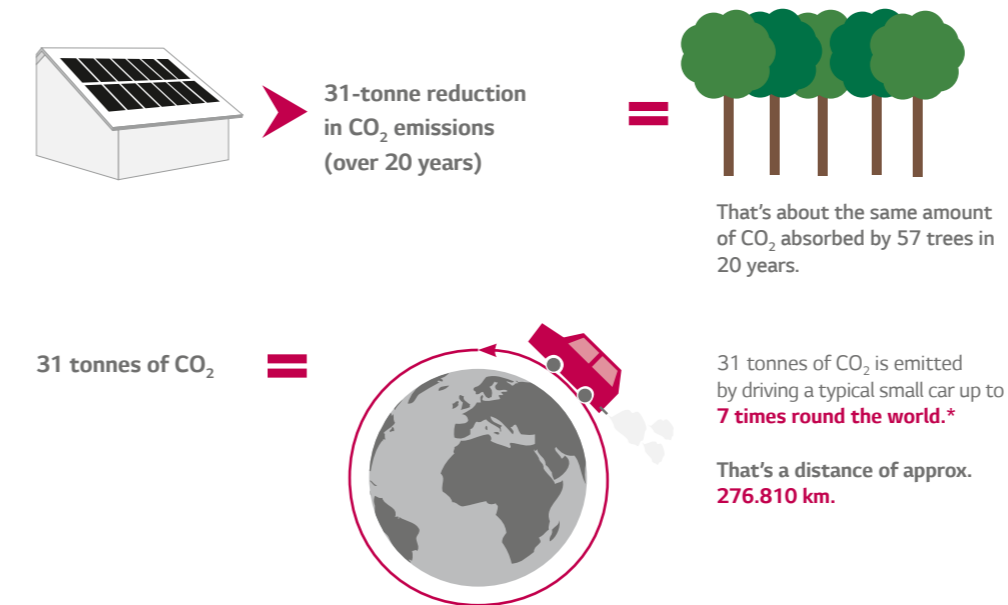 31-tonne reduction
in CO₂ emissions
(over 20 years)
=
That's about the same amount
of CO₂ absorbed by 57 trees in
20 years.
31 tonnes of CO₂
=
31 tonnes of CO₂ is emitted
by driving a typical small car up to
7 times round the world.*
That's a distance of approx.
276.810 km.